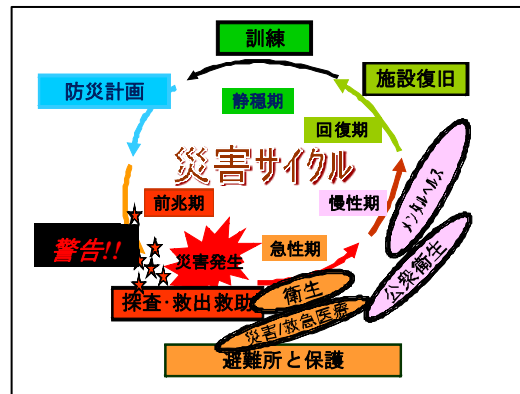 訓練
防災計画
施設復旧
静穏期
回復期
災害サイクル
前兆期
慢性期
メンタルヘルス
警告!!
災害発生
急性期
公衆衛生
探査・救出救助
衛生
災害/救急医療
避難所と保護